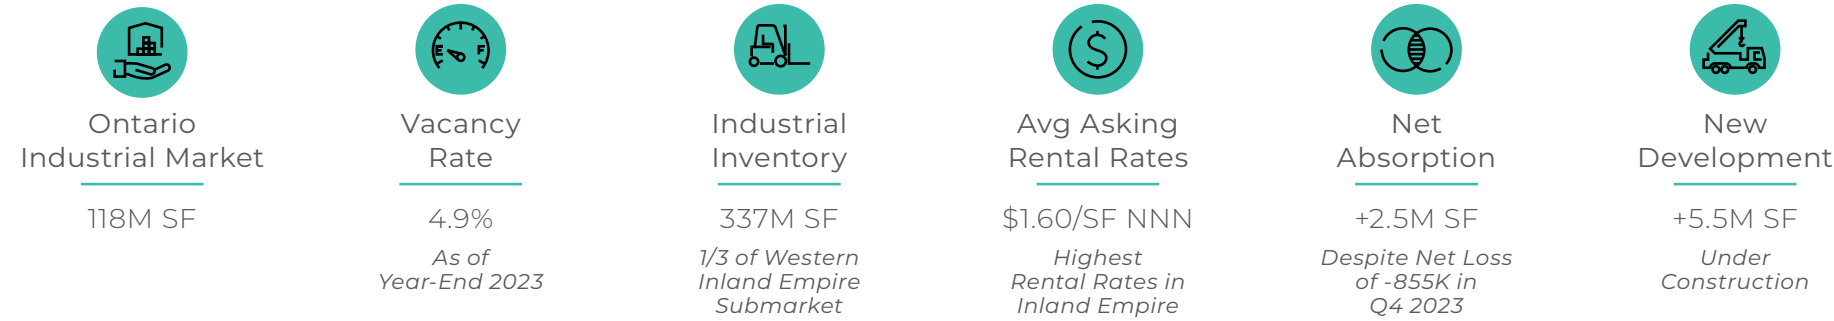 E F
Ontario
Industrial Market
118M SF
Vacancy
Rate
4.9%
As of
Year-End 2023
Industrial
Inventory
337M SF
1/3 of Western
Inland Empire
Submarket
$
Avg Asking
Rental Rates
$1.60/SF NNN
Highest
Rental Rates in
Inland Empire
Net
Absorption
+2.5M SF
Despite Net Loss
of -855K in
Q4 2023
New
Development
+5.5M SF
Under
Construction